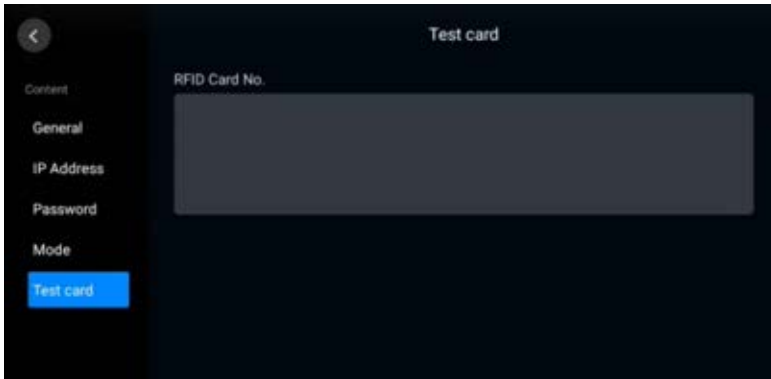 Test card
Content
General
IP Address
Password
Mode
Test card
RFID Card No.